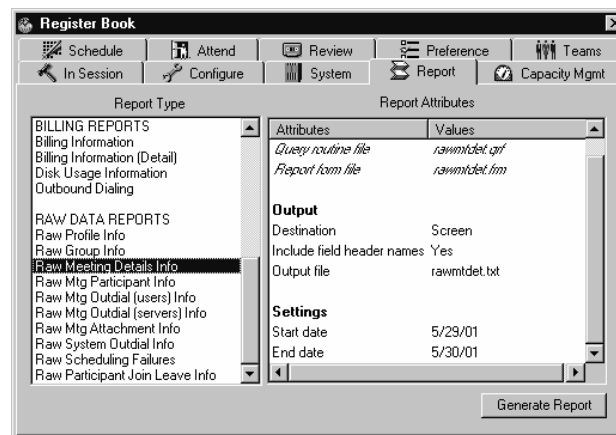 Register Book
Schedule Attend Review Preference Teams
In Session Configure System Report Capacity Mgmt
Report Type
BILLING REPORTS
Billing Information
Billing Information (Detail)
Disk Usage Information
Outbound Dialing
RAW DATA REPORTS
Raw Profile Info
Raw Group Info
Raw Meeting Details Info
Raw Mtg Participant Info
Raw Mtg Outdial (users) Info
Raw Mtg Outdial (servers) Info
Raw Mtg Attachment Info
Raw System Outdial Info
Raw Scheduling Failures
Raw Participant Join Leave Info
Report Attributes
Attributes Values
Query routine file rawmtdet.qrf
Report form file rawmtdet.frm
Output
Destination Screen
Include field header names Yes
Output file rawmtdet.txt
Settings
Start date 5/29/01
End date 5/30/01
Generate Report